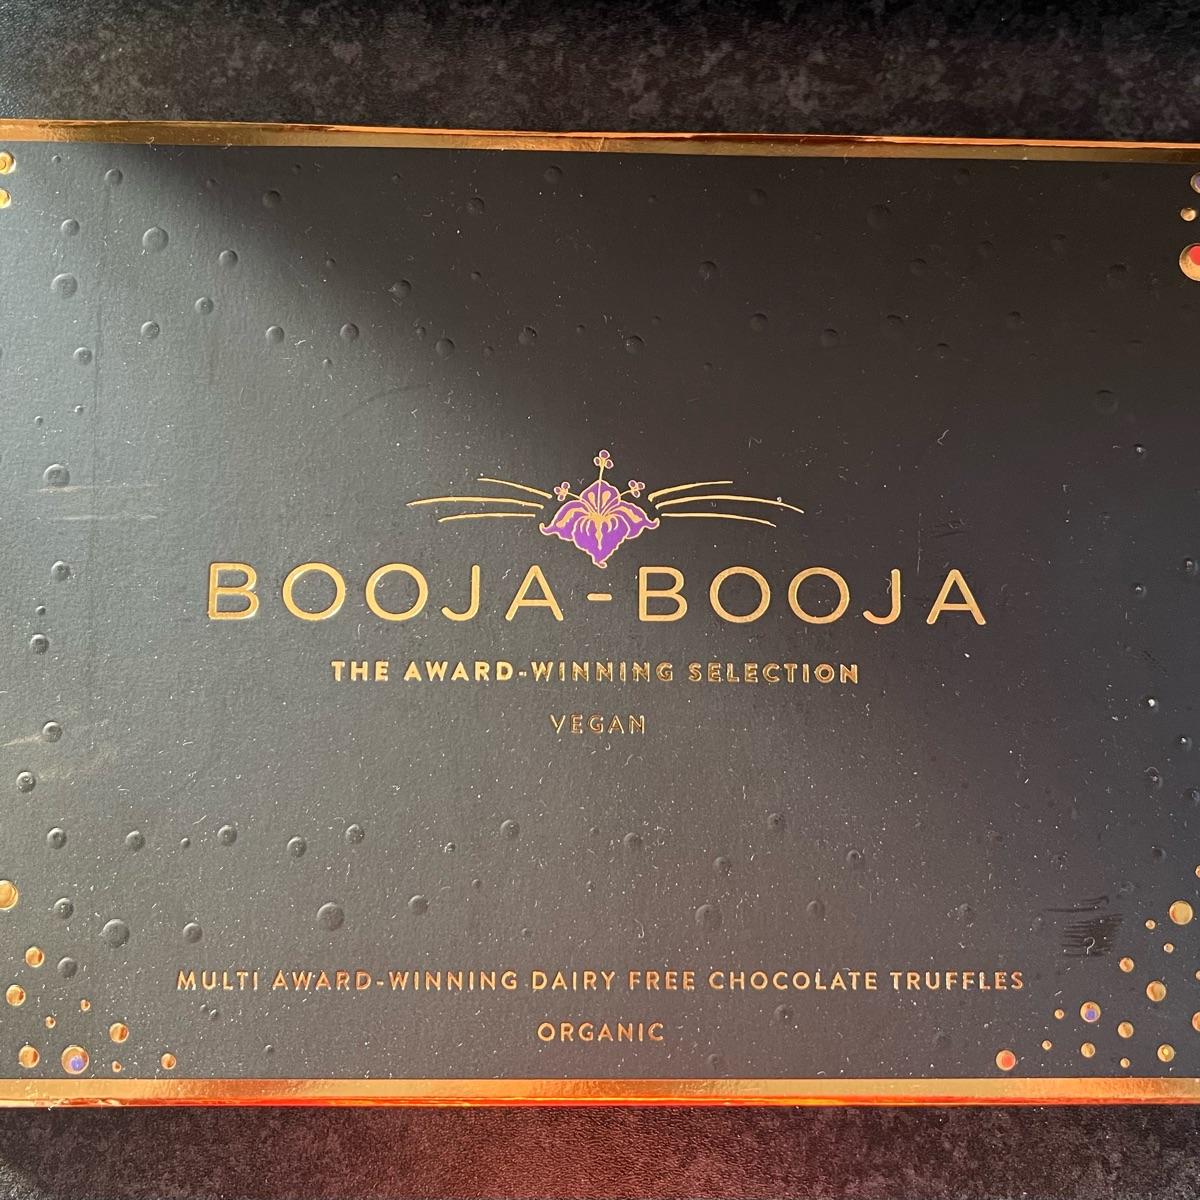 BOOJA-BOOJA
THE AWARD-WINNING SELECTION
VEGAN
MULTI AWARD-WINNING DAIRY FREE CHOCOLATE TRUFFLES
ORGANIC